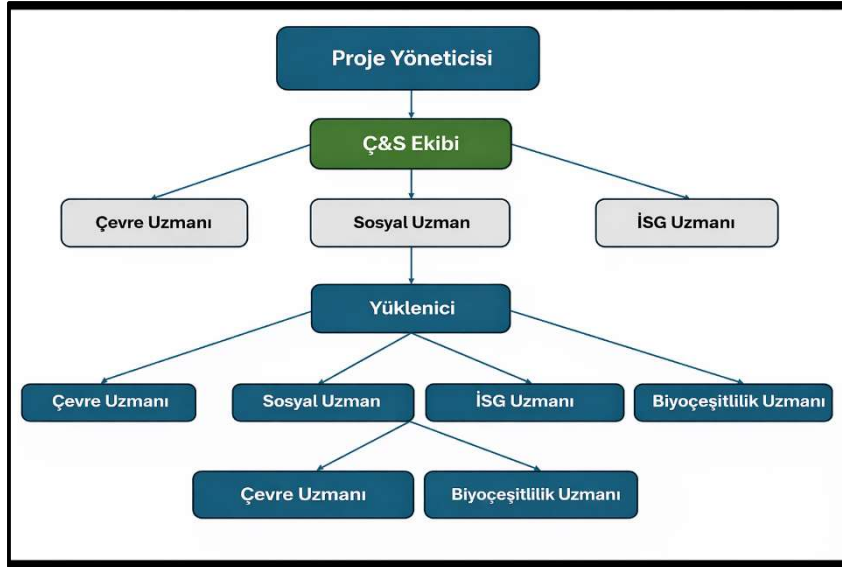 Proje Yöneticisi
Ç&S Ekibi
Çevre Uzmanı
Sosyal Uzman
İSG Uzmanı
Yüklenici
Çevre Uzmanı
Sosyal Uzman
İSG Uzmanı
Biyoçeşitlilik Uzmanı
Çevre Uzmanı
Biyoçeşitlilik Uzmanı